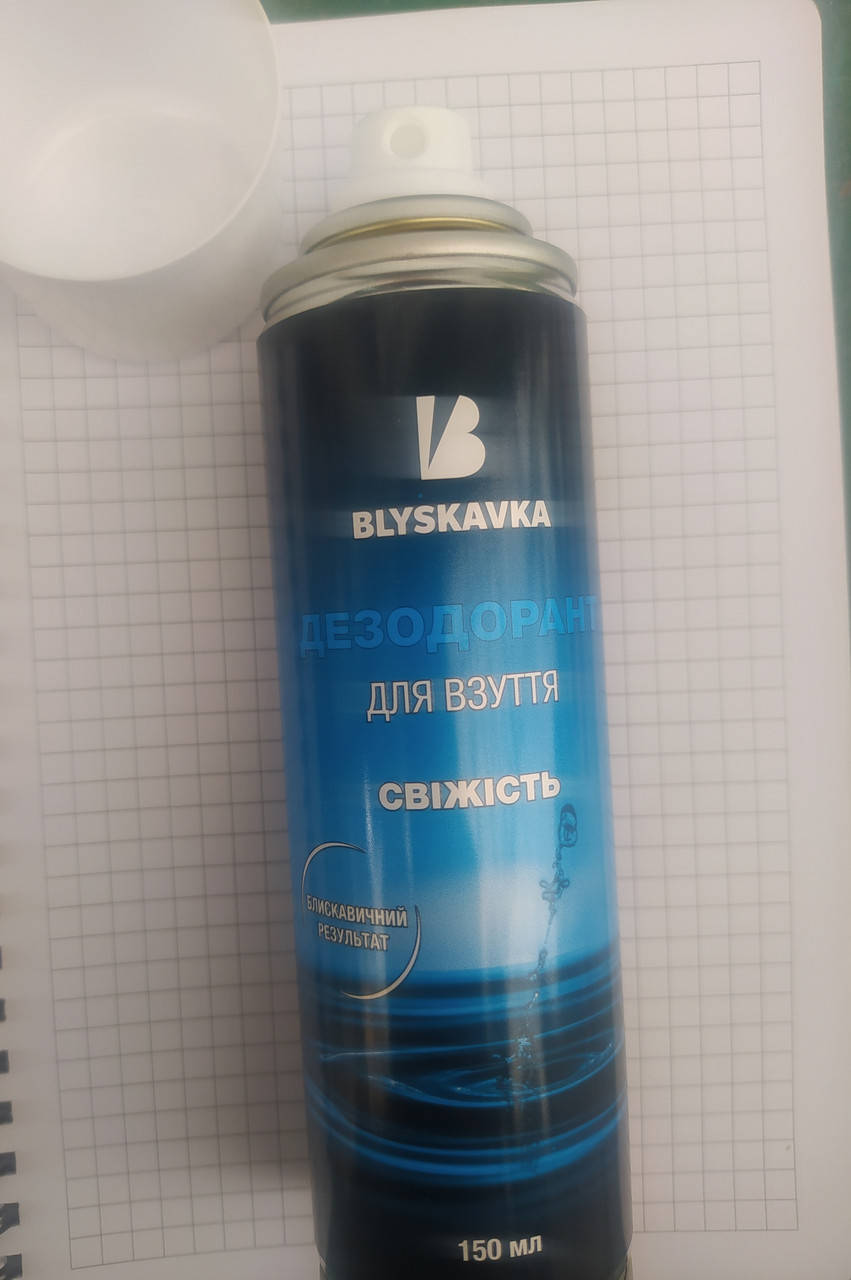 BLYSKAVKA
ДЕЗОДОРАНТ
ДЛЯ ВЗУТТЯ
СВІЖІСТЬ
БЛИСКАВИЧНИЙ
РЕЗУЛЬТАТ
150 мл